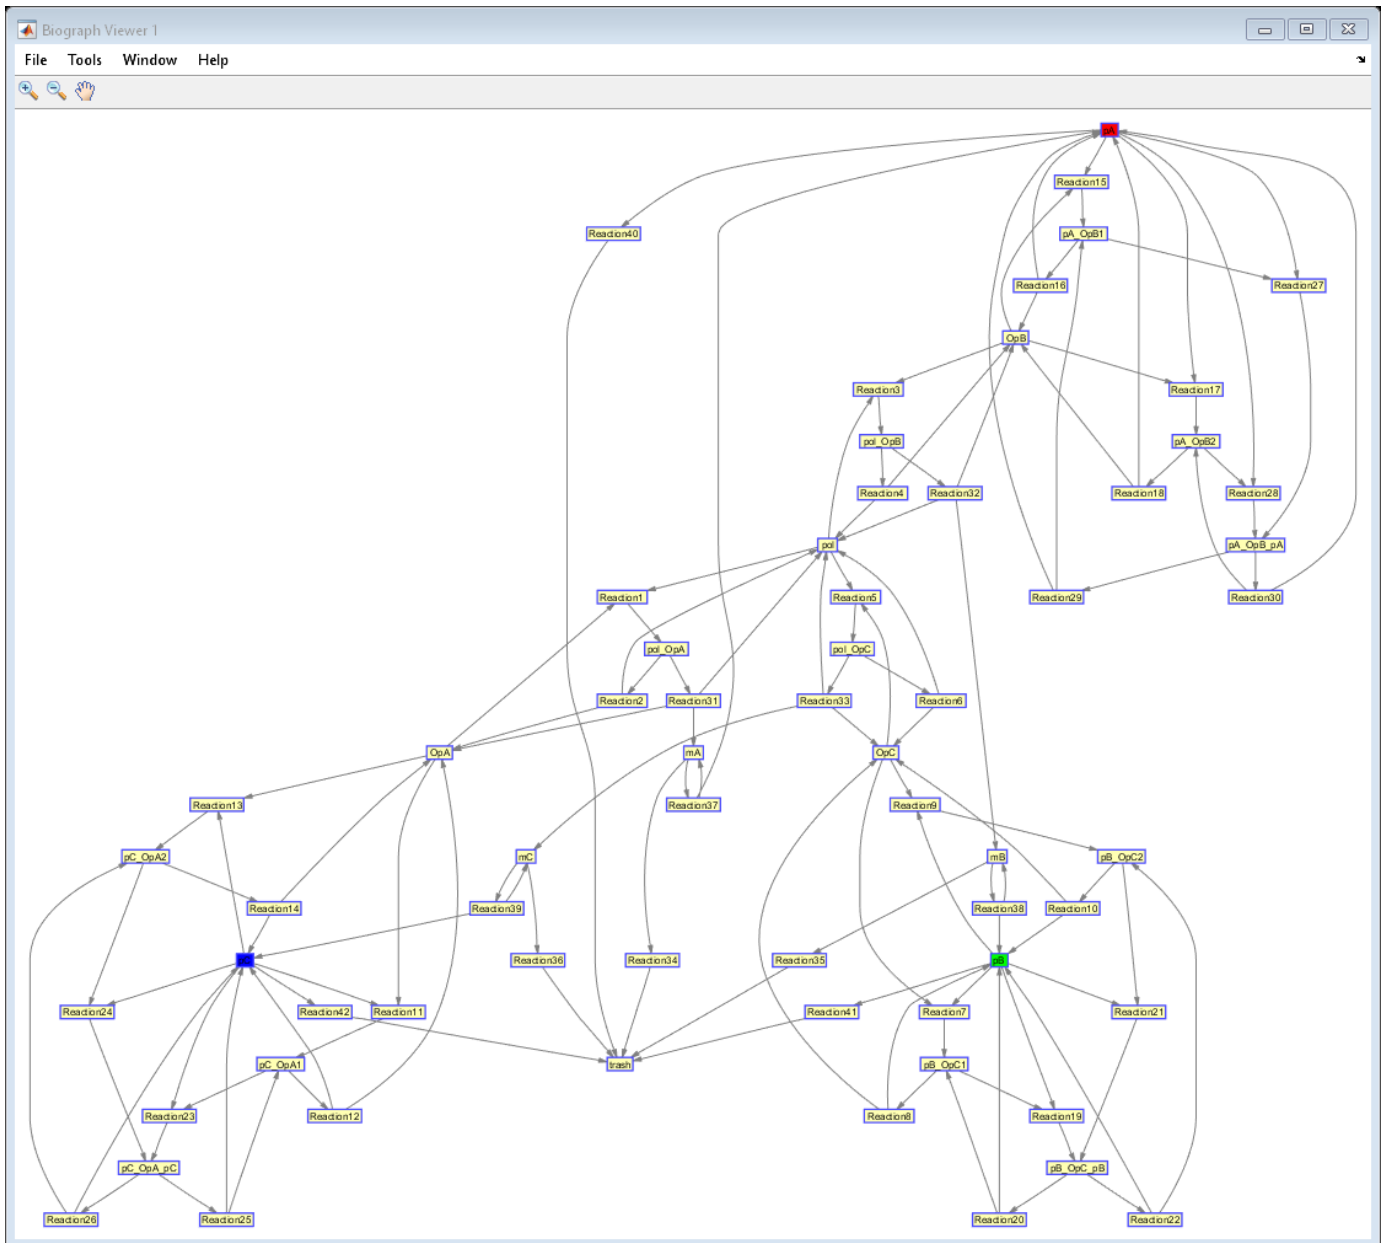 Biograph Viewer 1
File Tools Window Help
pA
Reaction15
Reaction40
pA_OpB1
Reaction16
Reaction27
OpB
Reaction3
Reaction17
pol_OpB
pA_OpB2
Reaction4
Reaction32
Reaction18
Reaction28
pol
pA_OpB_pA
Reaction1
Reaction5
Reaction29
Reaction30
pol_OpA
pol_OpC
Reaction2
Reaction31
Reaction33
Reaction6
OpA
mA
OpC
Reaction13
Reaction37
Reaction9
pC_OpA2
mC
mB
pB_OpC2
Reaction14
Reaction39
Reaction38
Reaction10
pC
Reaction36
Reaction34
Reaction35
pB
Reaction24
Reaction42
Reaction11
Reaction41
Reaction7
Reaction21
pC_OpA1
trash
pB_OpC1
Reaction23
Reaction12
Reaction8
Reaction19
pC_OpA_pC
pB_OpC_pB
Reaction26
Reaction25
Reaction20
Reaction22